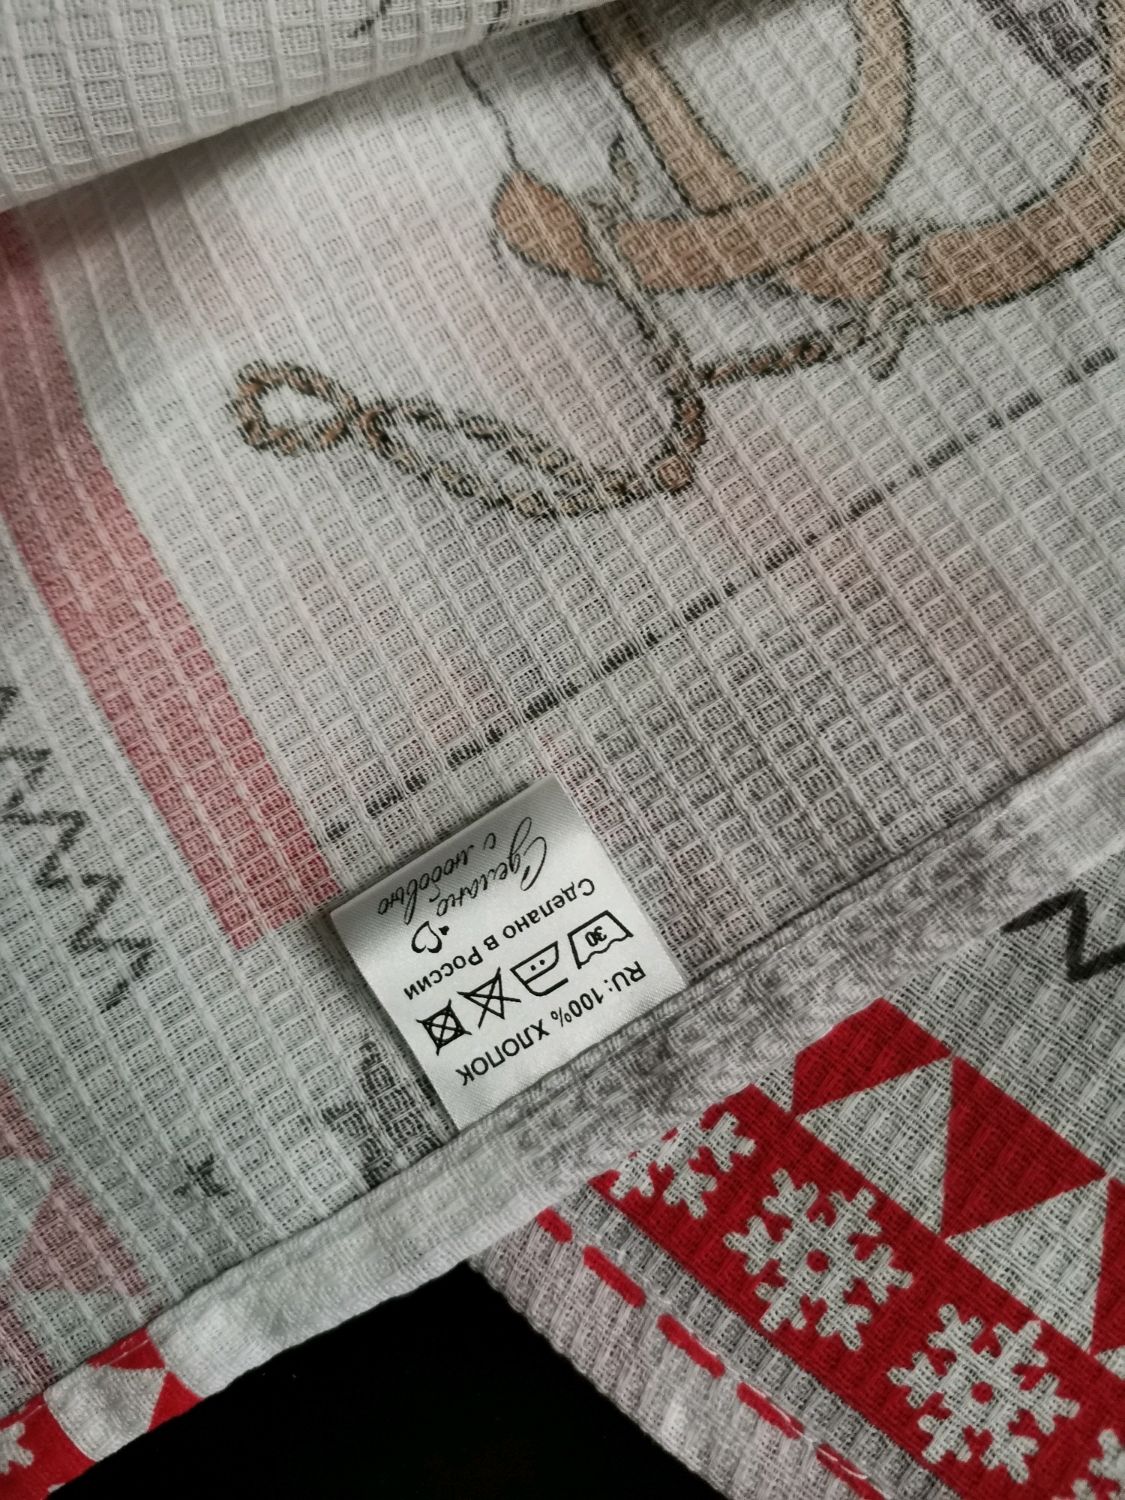 RU: 100% ХЛОПОК
30
Сделано в России
Сделано
с любовью